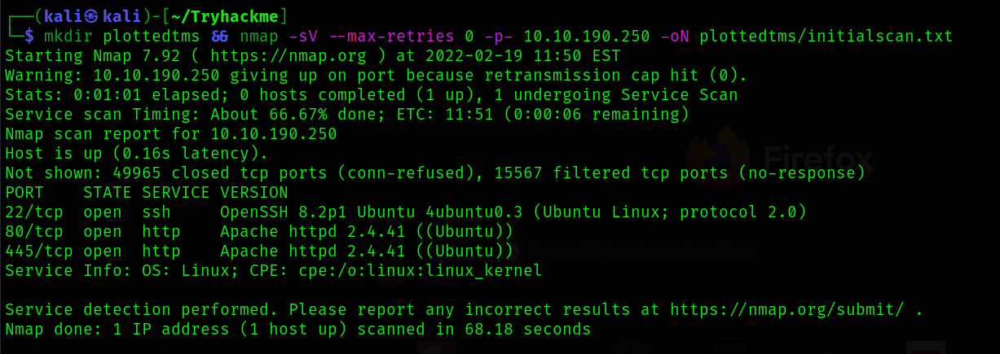 ┌──(kali㉿kali)-[~/Tryhackme]
└─$ mkdir plottedtms && nmap -sV --max-retries 0 -p- 10.10.190.250 -oN plottedtms/initialscan.txt
Starting Nmap 7.92 ( https://nmap.org ) at 2022-02-19 11:50 EST
Warning: 10.10.190.250 giving up on port because retransmission cap hit (0).
Stats: 0:01:01 elapsed; 0 hosts completed (1 up), 1 undergoing Service Scan
Service scan Timing: About 66.67% done; ETC: 11:51 (0:00:06 remaining)
Nmap scan report for 10.10.190.250
Host is up (0.16s latency).
Not shown: 49965 closed tcp ports (conn-refused), 15567 filtered tcp ports (no-response)
PORT    STATE SERVICE VERSION
22/tcp  open  ssh     OpenSSH 8.2p1 Ubuntu 4ubuntu0.3 (Ubuntu Linux; protocol 2.0)
80/tcp  open  http    Apache httpd 2.4.41 ((Ubuntu))
445/tcp open  http    Apache httpd 2.4.41 ((Ubuntu))
Service Info: OS: Linux; CPE: cpe:/o:linux:linux_kernel
Service detection performed. Please report any incorrect results at https://nmap.org/submit/ .
Nmap done: 1 IP address (1 host up) scanned in 68.18 seconds
Firefox